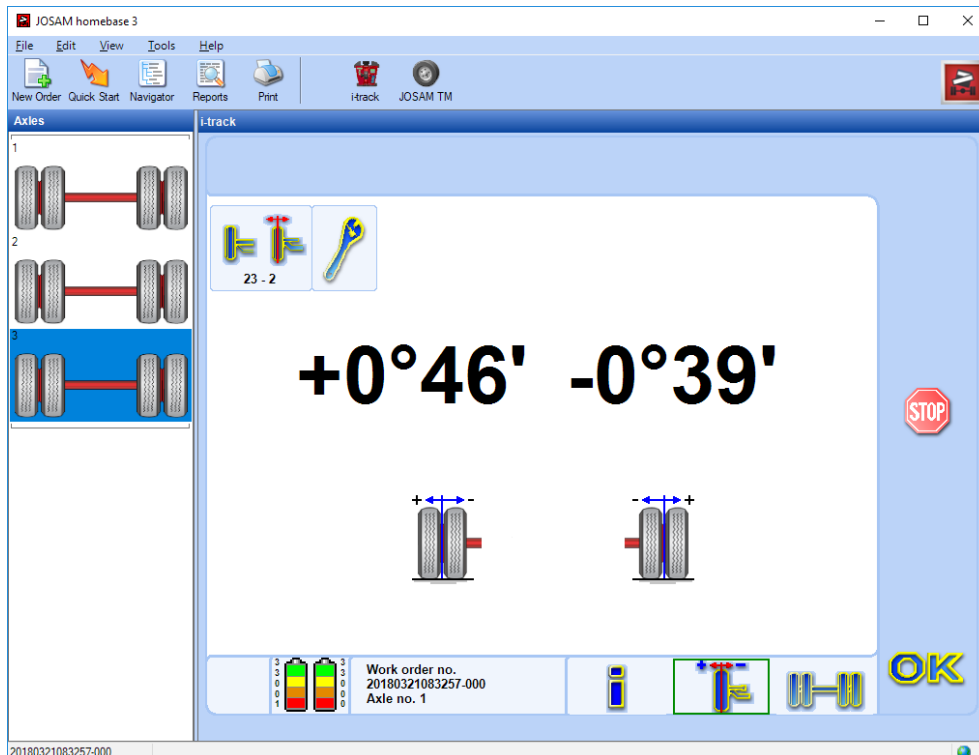 JOSAM homebase 3
File Edit View Tools Help
New Order Quick Start Navigator Reports Print i-track JOSAM TM
Axles
i-track
1
2
3
23 - 2
+0°46' -0°39'
+ - - +
STOP
3 3
3 3
0 0
0 0
1 0
Work order no.
20180321083257-000
Axle no. 1
+ -
OK
20180321083257-000